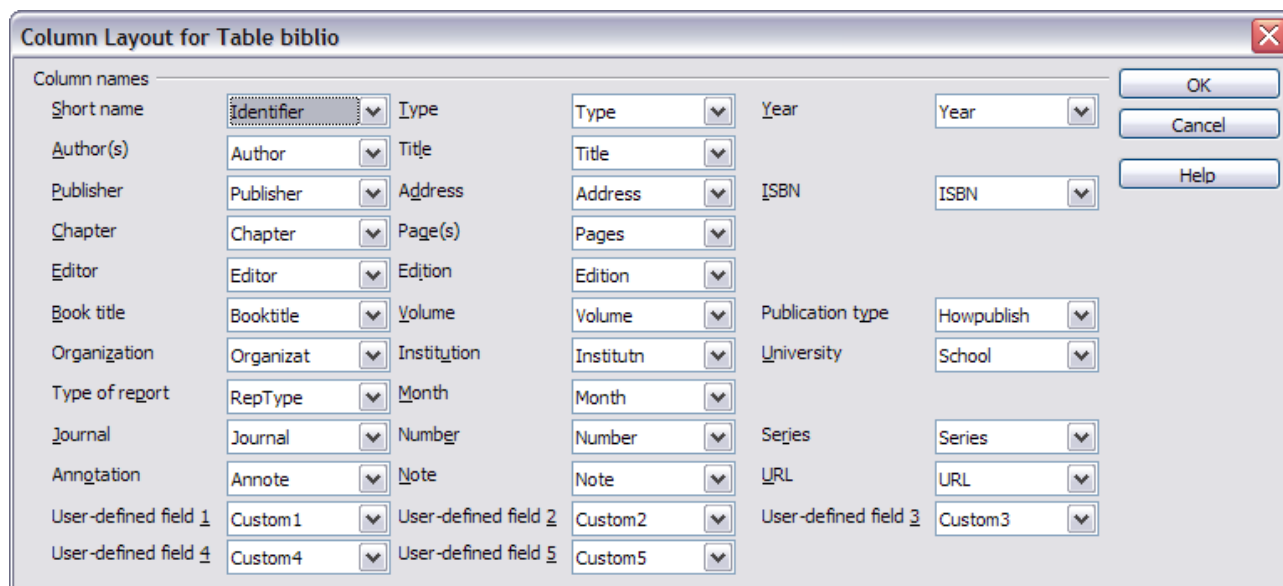 Column Layout for Table biblio
Column names
OK
Short name Identifier Type Type Year Year
Cancel
Author(s) Author Title Title
Help
Publisher Publisher Address Address ISBN ISBN
Chapter Chapter Page(s) Pages
Editor Editor Edition Edition
Book title Booktitle Volume Volume Publication type Howpublish
Organization Organizat Institution Institutn University School
Type of report RepType Month Month
Journal Journal Number Number Series Series
Annotation Annote Note Note URL URL
User-defined field 1 Custom1 User-defined field 2 Custom2 User-defined field 3 Custom3
User-defined field 4 Custom4 User-defined field 5 Custom5